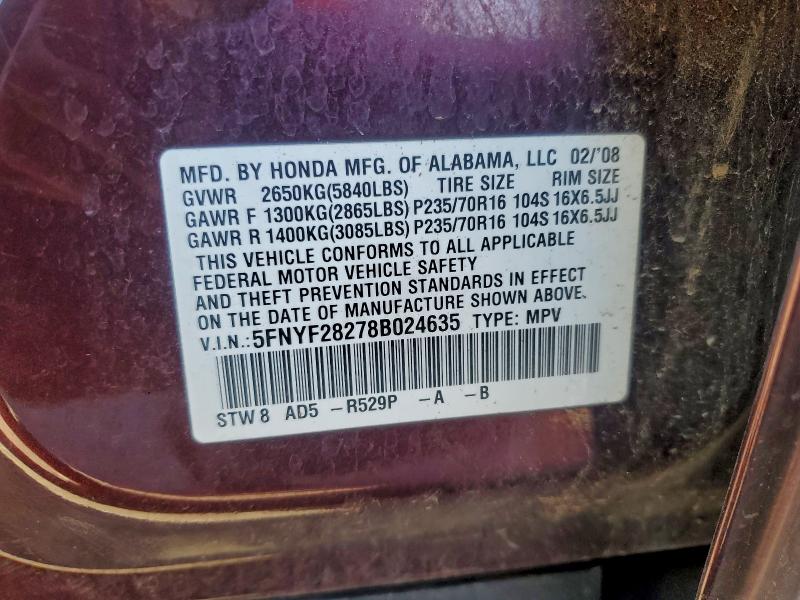 MFD. BY HONDA MFG. OF ALABAMA, LLC 02/'08
GVWR 2650KG(5840LBS) TIRE SIZE RIM SIZE
GAWR F 1300KG(2865LBS) P235/70R16 104S 16X6.5JJ
GAWR R 1400KG(3085LBS) P235/70R16 104S 16X6.5JJ
THIS VEHICLE CONFORMS TO ALL APPLICABLE
FEDERAL MOTOR VEHICLE SAFETY
AND THEFT PREVENTION STANDARDS IN EFFECT
ON THE DATE OF MANUFACTURE SHOWN ABOVE.
V.I.N.: 5FNYF28278B024635 TYPE: MPV
STW8 AD5 -R529P -A -B